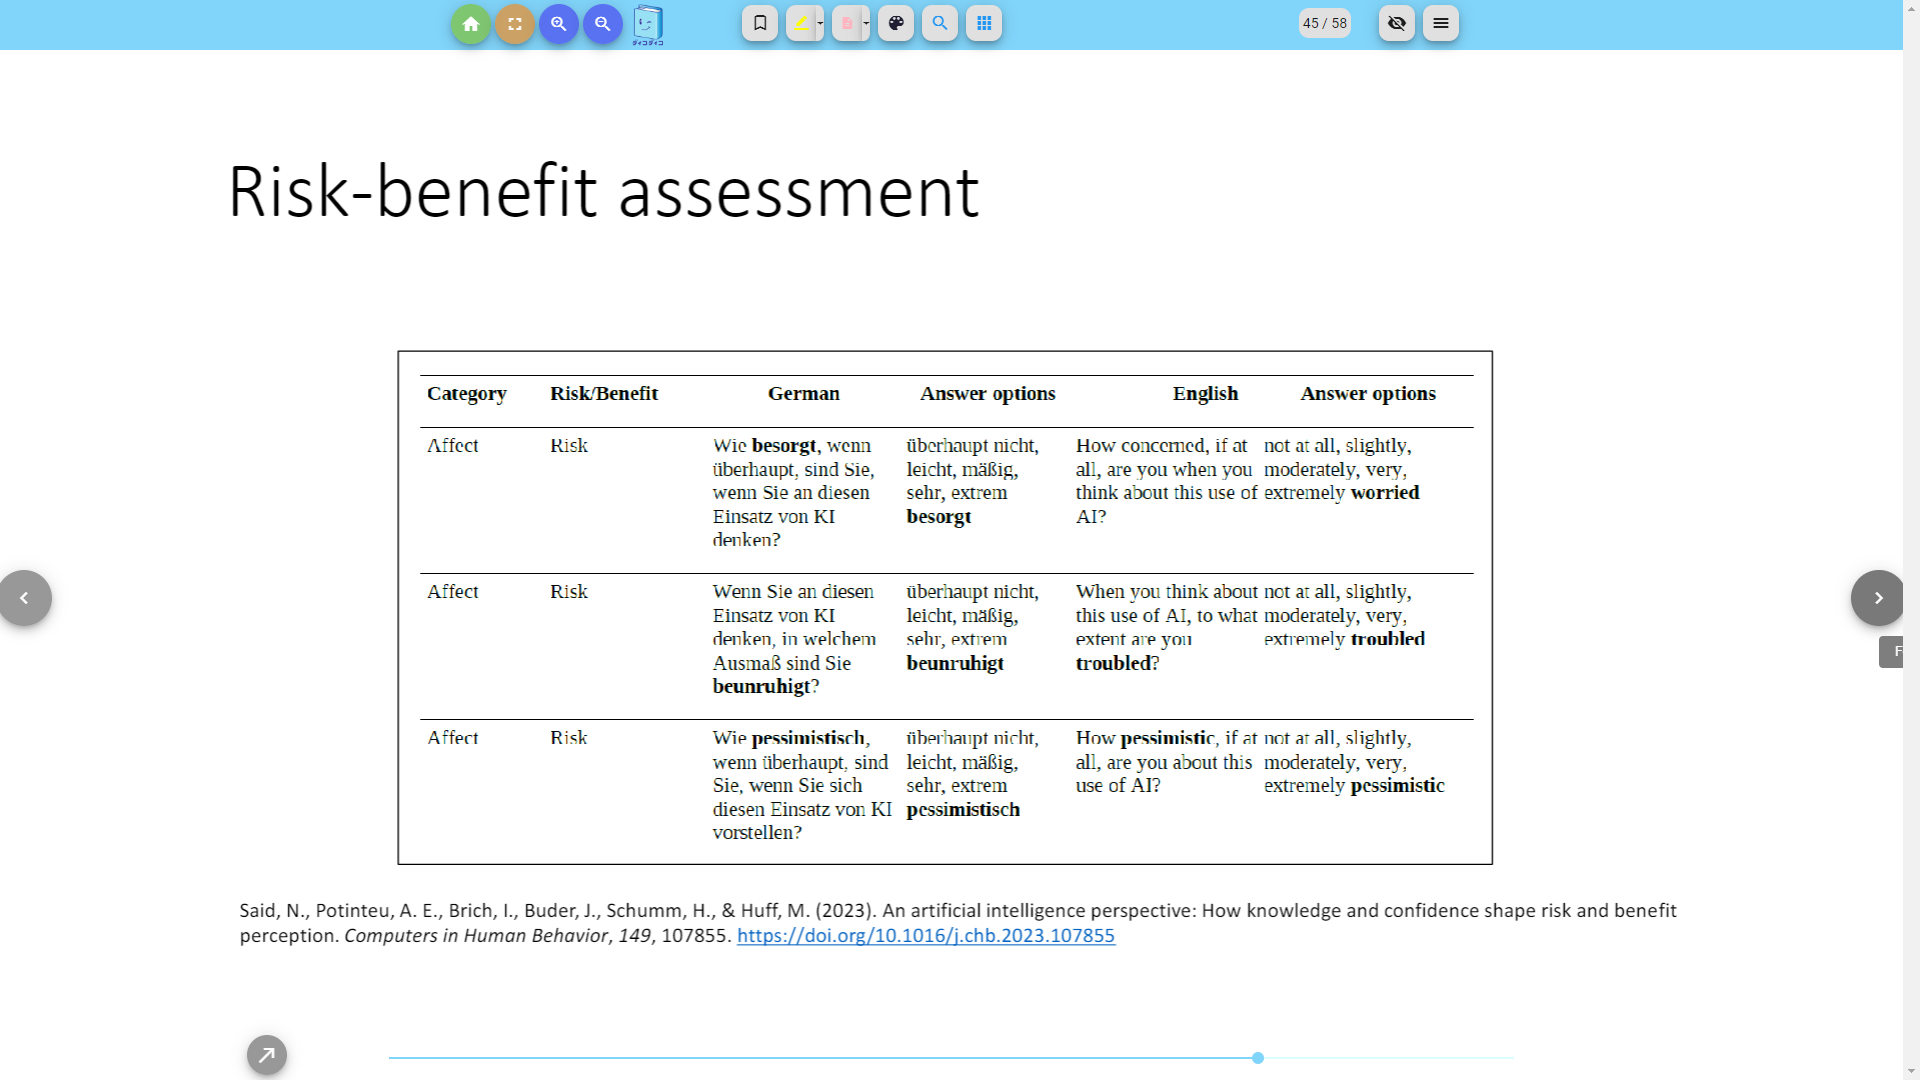 ダイコダイコ
45 / 58
Risk-benefit assessment
Category Risk/Benefit German Answer options English Answer options
Affect Risk Wie besorgt, wenn überhaupt nicht, How concerned, if at not at all, slightly,
überhaupt, sind Sie, leicht, mäßig, all, are you when you moderately, very,
wenn Sie an diesen sehr, extrem think about this use of extremely worried
Einsatz von KI besorgt AI?
denken?
Affect Risk Wenn Sie an diesen überhaupt nicht, When you think about not at all, slightly,
Einsatz von KI leicht, mäßig, this use of AI, to what moderately, very,
denken, in welchem sehr, extrem extent are you extremely troubled
Ausmaß sind Sie beunruhigt troubled?
beunruhigt?
Affect Risk Wie pessimistisch, überhaupt nicht, How pessimistic, if at not at all, slightly,
wenn überhaupt, sind leicht, mäßig, all, are you about this moderately, very,
Sie, wenn Sie sich sehr, extrem use of AI? extremely pessimistic
diesen Einsatz von KI pessimistisch
vorstellen?
F
Said, N., Potinteu, A. E., Brich, I., Buder, J., Schumm, H., & Huff, M. (2023). An artificial intelligence perspective: How knowledge and confidence shape risk and benefit
perception. Computers in Human Behavior, 149, 107855. https://doi.org/10.1016/j.chb.2023.107855